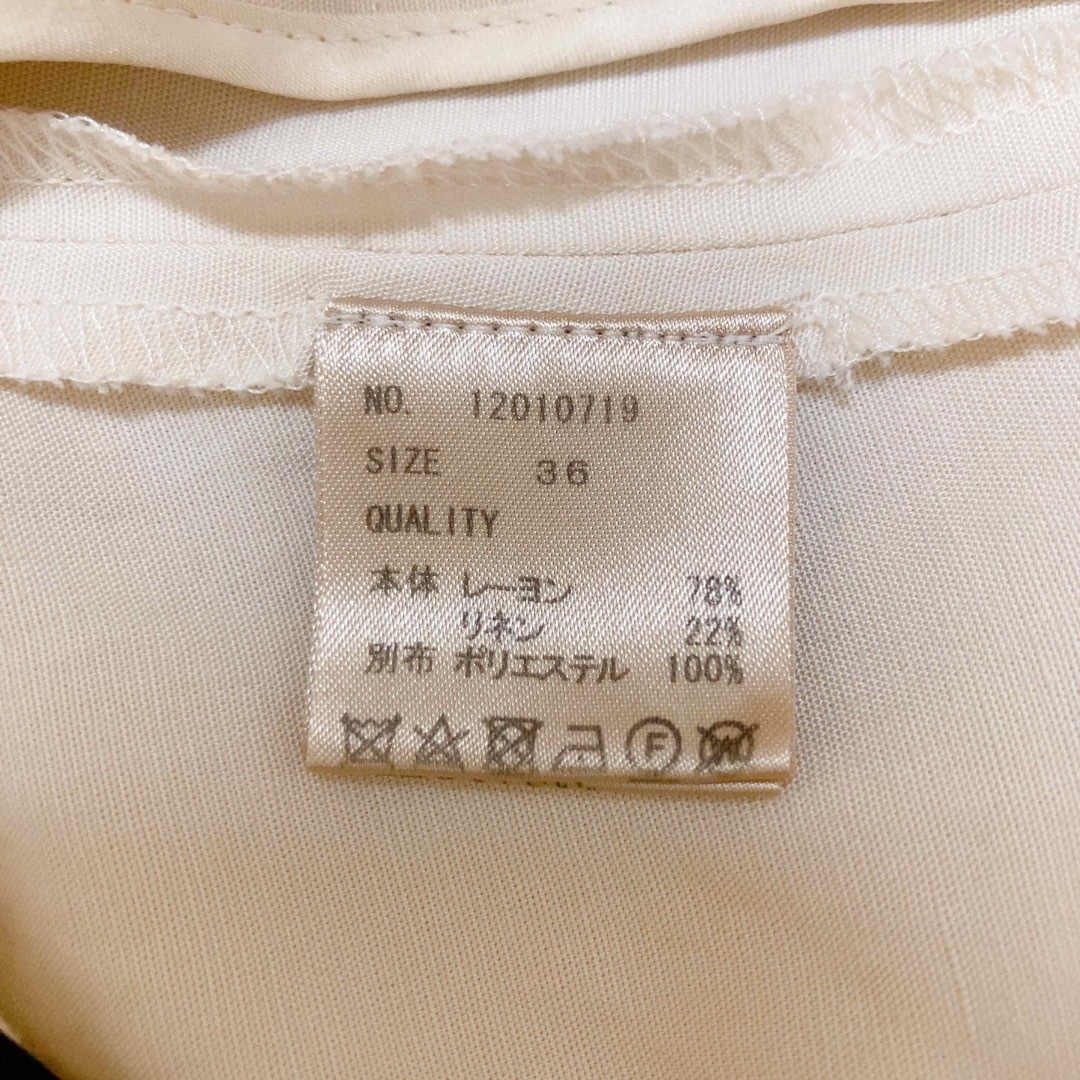 NO. 12010719
SIZE 36
QUALITY
本体 レーヨン 78%
リネン 22%
別布 ポリエステル 100%
F
W